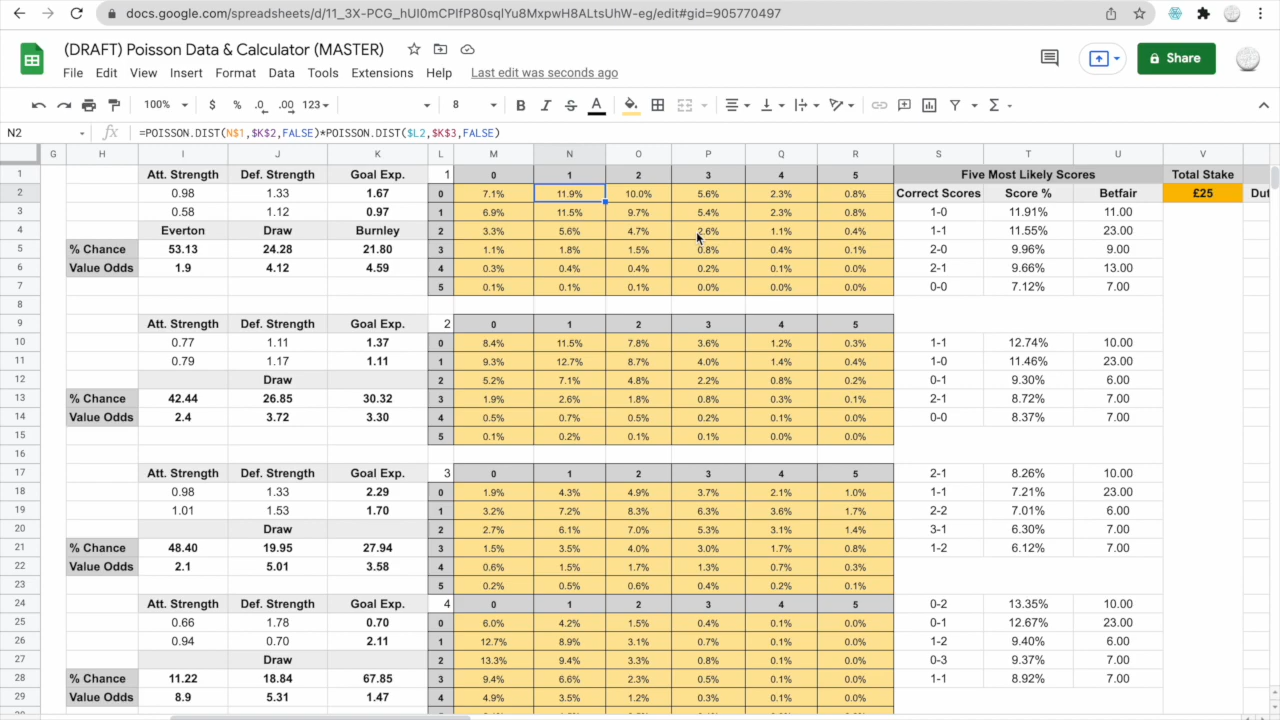 docs.google.com/spreadsheets/d/11_3X-PCG_hUI0mCPIfP8PsqIYu8MxpwH8ALtsUhW-eg/edit#gid=905770497
(DRAFT) Poisson Data & Calculator (MASTER)
File Edit View Insert Format Data Tools Extensions Help Last edit was seconds ago
Share
100% $ % .0 .00 123 8 B I S A
N2 fx =POISSON.DIST(N$1,$K$2,FALSE)*POISSON.DIST($L2,$K$3,FALSE)
G H I J K L M N O P Q R S T U V
1 Att. Strength Def. Strength Goal Exp. 1 0 1 2 3 4 5 Five Most Likely Scores Total Stake
2 0.98 1.33 1.67 0 7.1% 11.9% 10.0% 5.6% 2.3% 0.8% Correct Scores Score % Betfair £25 Dut
3 0.58 1.12 0.97 1 6.9% 11.5% 9.7% 5.4% 2.3% 0.8% 1-0 11.91% 11.00
4 Everton Draw Burnley 2 3.3% 5.6% 4.7% 2.6% 1.1% 0.4% 1-1 11.55% 23.00
5 % Chance 53.13 24.28 21.80 3 1.1% 1.8% 1.5% 0.8% 0.4% 0.1% 2-0 9.96% 9.00
6 Value Odds 1.9 4.12 4.59 4 0.3% 0.4% 0.4% 0.2% 0.1% 0.0% 2-1 9.66% 13.00
7 5 0.1% 0.1% 0.1% 0.0% 0.0% 0.0% 0-0 7.12% 7.00
8
9 Att. Strength Def. Strength Goal Exp. 2 0 1 2 3 4 5
10 0.77 1.11 1.37 0 8.4% 11.5% 7.8% 3.6% 1.2% 0.3% 1-1 12.74% 10.00
11 0.79 1.17 1.11 1 9.3% 12.7% 8.7% 4.0% 1.4% 0.4% 1-0 11.46% 23.00
12 Draw 2 5.2% 7.1% 4.8% 2.2% 0.8% 0.2% 0-1 9.30% 6.00
13 % Chance 42.44 26.85 30.32 3 1.9% 2.6% 1.8% 0.8% 0.3% 0.1% 2-1 8.72% 7.00
14 Value Odds 2.4 3.72 3.30 4 0.5% 0.7% 0.5% 0.2% 0.1% 0.0% 0-0 8.37% 7.00
15 5 0.1% 0.2% 0.1% 0.1% 0.0% 0.0%
16
17 Att. Strength Def. Strength Goal Exp. 3 0 1 2 3 4 5 2-1 8.26% 10.00
18 0.98 1.33 2.29 0 1.9% 4.3% 4.9% 3.7% 2.1% 1.0% 1-1 7.21% 23.00
19 1.01 1.53 1.70 1 3.2% 7.2% 8.3% 6.3% 3.6% 1.7% 2-2 7.01% 6.00
20 Draw 2 2.7% 6.1% 7.0% 5.3% 3.1% 1.4% 3-1 6.30% 7.00
21 % Chance 48.40 19.95 27.94 3 1.5% 3.5% 4.0% 3.0% 1.7% 0.8% 1-2 6.12% 7.00
22 Value Odds 2.1 5.01 3.58 4 0.6% 1.5% 1.7% 1.3% 0.7% 0.3%
23 5 0.2% 0.5% 0.6% 0.4% 0.2% 0.1%
24 Att. Strength Def. Strength Goal Exp. 4 0 1 2 3 4 5 0-2 13.35% 10.00
25 0.66 1.78 0.70 0 6.0% 4.2% 1.5% 0.4% 0.1% 0.0% 0-1 12.67% 23.00
26 0.94 0.70 2.11 1 12.7% 8.9% 3.1% 0.7% 0.1% 0.0% 1-2 9.40% 6.00
27 Draw 2 13.3% 9.4% 3.3% 0.8% 0.1% 0.0% 0-3 9.37% 7.00
28 % Chance 11.22 18.84 67.85 3 9.4% 6.6% 2.3% 0.5% 0.1% 0.0% 1-1 8.92% 7.00
29 Value Odds 8.9 5.31 1.47 4 4.9% 3.5% 1.2% 0.3% 0.1% 0.0%